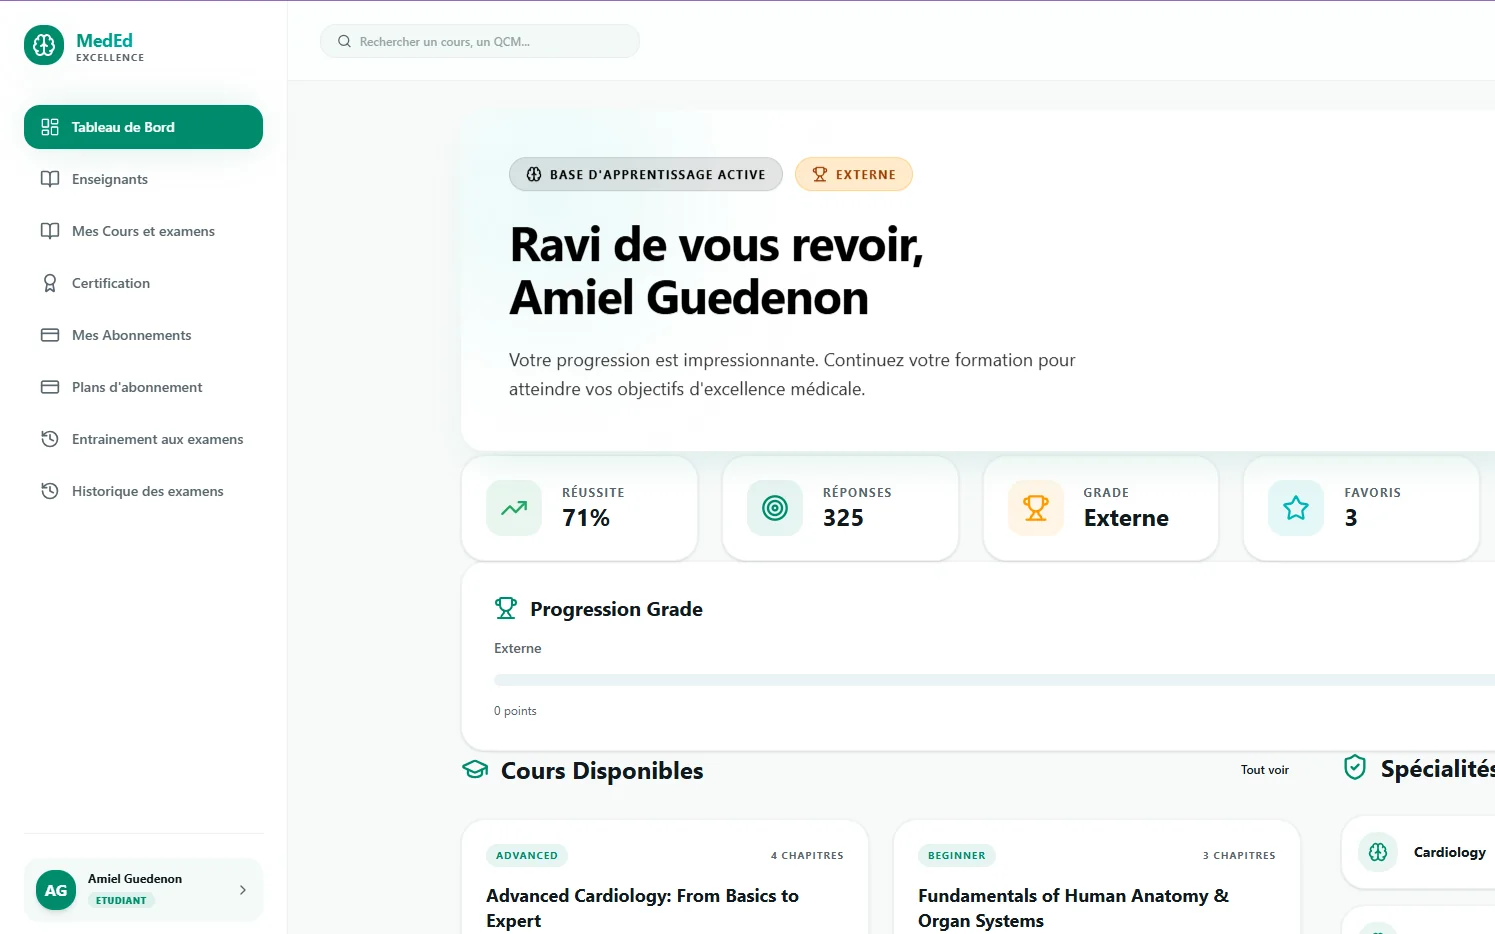 MedEd
EXCELLENCE
Rechercher un cours, un QCM...
Tableau de Bord
Enseignants
Mes Cours et examens
Certification
Mes Abonnements
Plans d'abonnement
Entrainement aux examens
Historique des examens
AG
Amiel Guedenon
ETUDIANT
BASE D'APPRENTISSAGE ACTIVE
EXTERNE
Ravi de vous revoir,
Amiel Guedenon
Votre progression est impressionnante. Continuez votre formation pour
atteindre vos objectifs d'excellence médicale.
RÉUSSITE
71%
RÉPONSES
325
GRADE
Externe
FAVORIS
3
Progression Grade
Externe
0 points
Cours Disponibles
Tout voir
ADVANCED
4 CHAPITRES
Advanced Cardiology: From Basics to
Expert
BEGINNER
3 CHAPITRES
Fundamentals of Human Anatomy &
Organ Systems
Spécialités
Cardiology